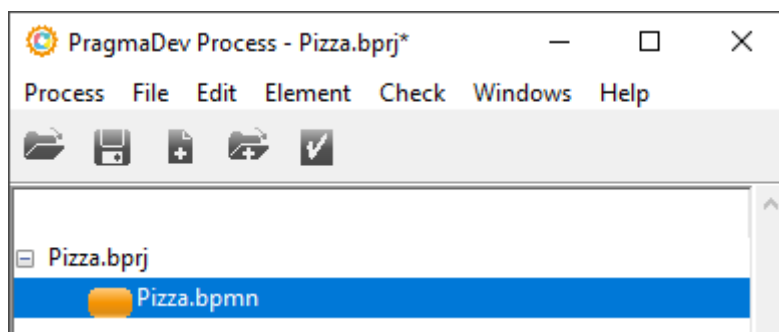 PragmaDev Process - Pizza.bprj*
Process File Edit Element Check Windows Help
Pizza.bprj
Pizza.bpmn